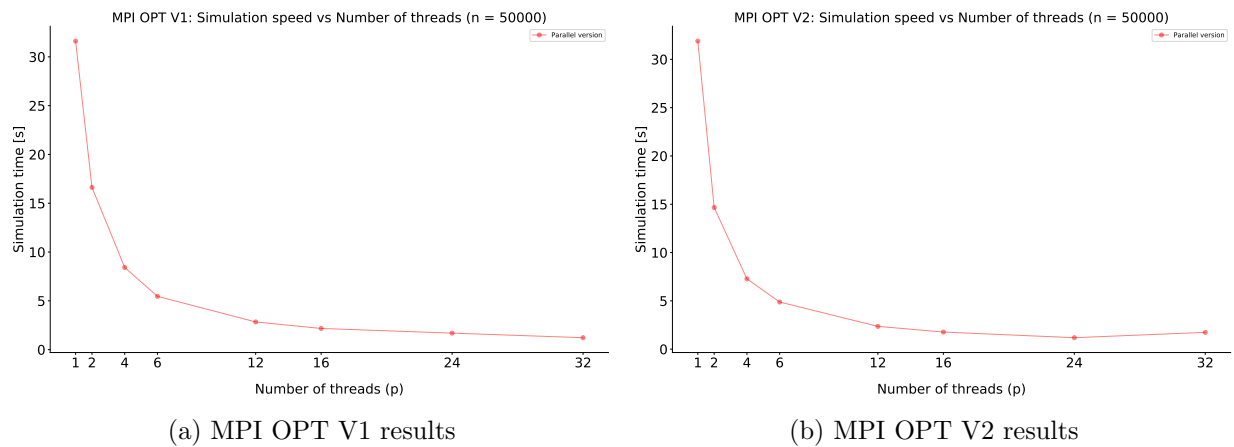 MPI OPT V1: Simulation speed vs Number of threads (n = 50000)
Parallel version
30
25
20
15
10
5
0
Simulation time [s]
1 2 4 6 12 16 24 32
Number of threads (p)
(a) MPI OPT V1 results
MPI OPT V2: Simulation speed vs Number of threads (n = 50000)
Parallel version
30
25
20
15
10
5
0
Simulation time [s]
1 2 4 6 12 16 24 32
Number of threads (p)
(b) MPI OPT V2 results